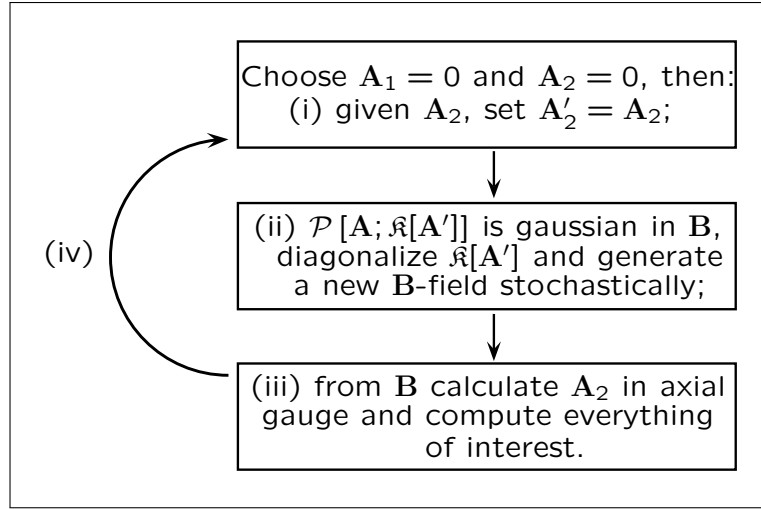 Choose A₁ = 0 and A₂ = 0, then:
(i) given A₂, set A′₂ = A₂;
(ii) 𝒫 [A; 𝔎[A′]] is gaussian in B,
diagonalize 𝔎[A′] and generate
a new B-field stochastically;
(iv)
(iii) from B calculate A₂ in axial
gauge and compute everything
of interest.